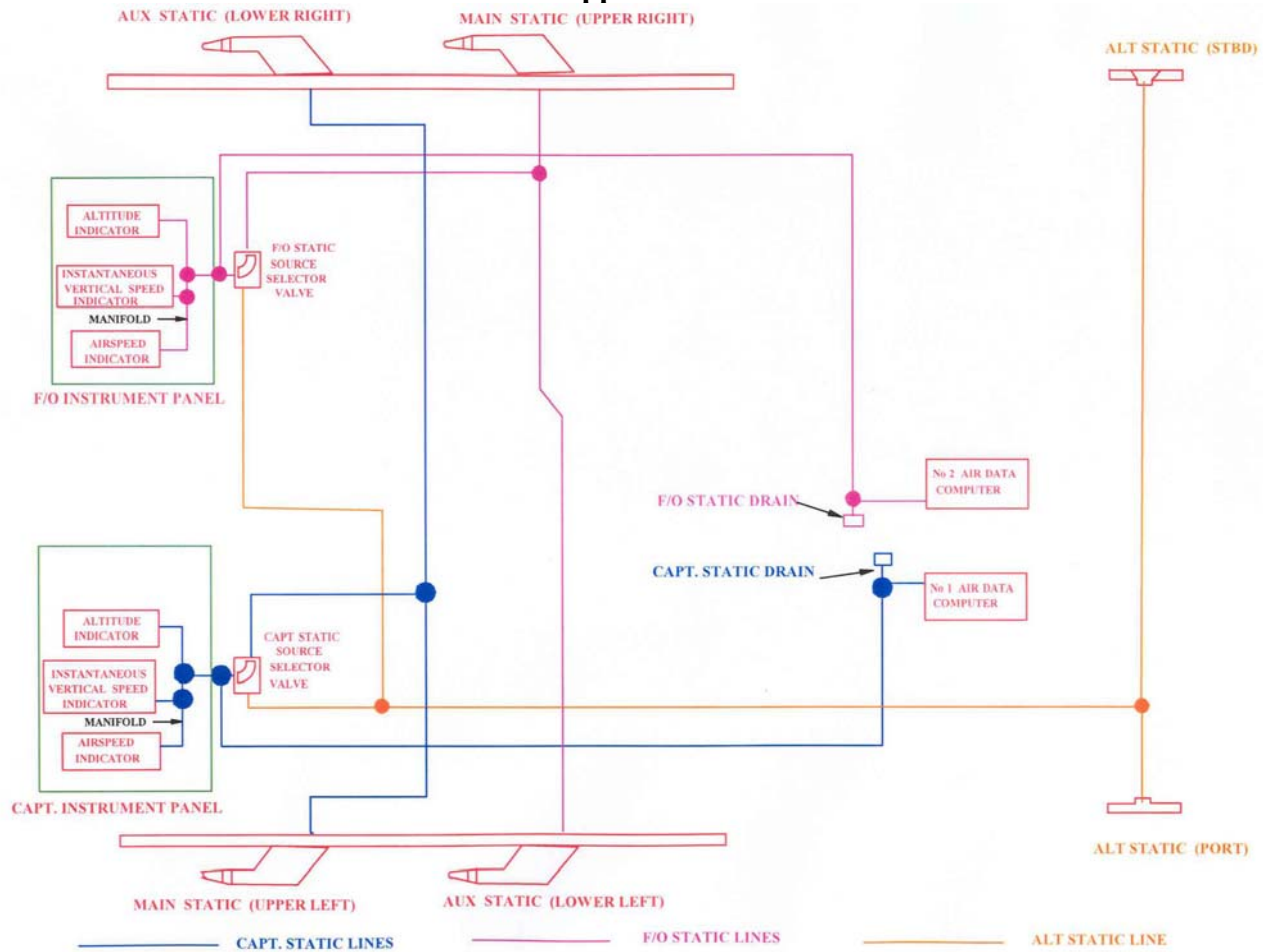 AUX STATIC (LOWER RIGHT)
MAIN STATIC (UPPER RIGHT)
ALT STATIC (STBD)
ALTITUDE
INDICATOR
INSTANTANEOUS
VERTICAL SPEED
INDICATOR
MANIFOLD
AIRSPEED
INDICATOR
F/O INSTRUMENT PANEL
F/O STATIC
SOURCE
SELECTOR
VALVE
No 2 AIR DATA
COMPUTER
F/O STATIC DRAIN
CAPT. STATIC DRAIN
No 1 AIR DATA
COMPUTER
ALTITUDE
INDICATOR
INSTANTANEOUS
VERTICAL SPEED
INDICATOR
MANIFOLD
AIRSPEED
INDICATOR
CAPT. INSTRUMENT PANEL
CAPT STATIC
SOURCE
SELECTOR
VALVE
MAIN STATIC (UPPER LEFT)
AUX STATIC (LOWER LEFT)
ALT STATIC (PORT)
CAPT. STATIC LINES
F/O STATIC LINES
ALT STATIC LINE